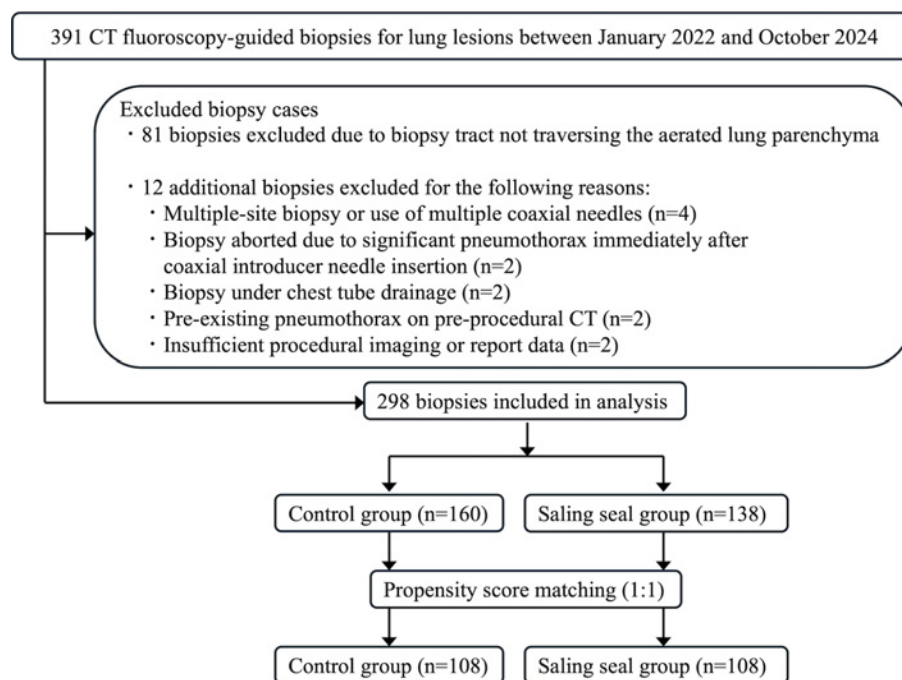 391 CT fluoroscopy-guided biopsies for lung lesions between January 2022 and October 2024
Excluded biopsy cases
・81 biopsies excluded due to biopsy tract not traversing the aerated lung parenchyma
・12 additional biopsies excluded for the following reasons:
・Multiple-site biopsy or use of multiple coaxial needles (n=4)
・Biopsy aborted due to significant pneumothorax immediately after
coaxial introducer needle insertion (n=2)
・Biopsy under chest tube drainage (n=2)
・Pre-existing pneumothorax on pre-procedural CT (n=2)
・Insufficient procedural imaging or report data (n=2)
298 biopsies included in analysis
Control group (n=160)
Saling seal group (n=138)
Propensity score matching (1:1)
Control group (n=108)
Saling seal group (n=108)